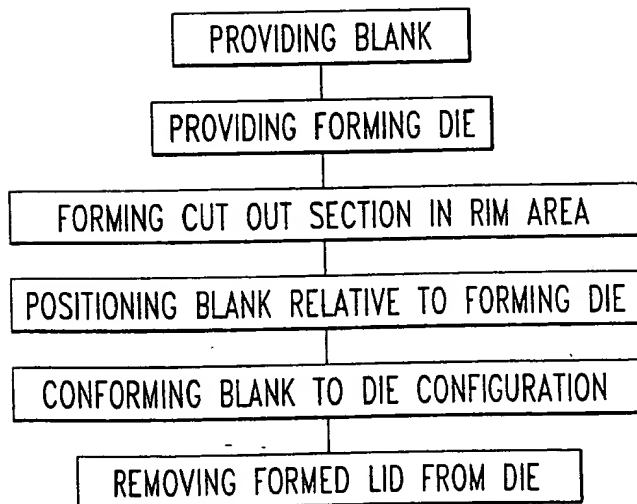 PROVIDING BLANK
PROVIDING FORMING DIE
FORMING CUT OUT SECTION IN RIM AREA
POSITIONING BLANK RELATIVE TO FORMING DIE
CONFORMING BLANK TO DIE CONFIGURATION
REMOVING FORMED LID FROM DIE